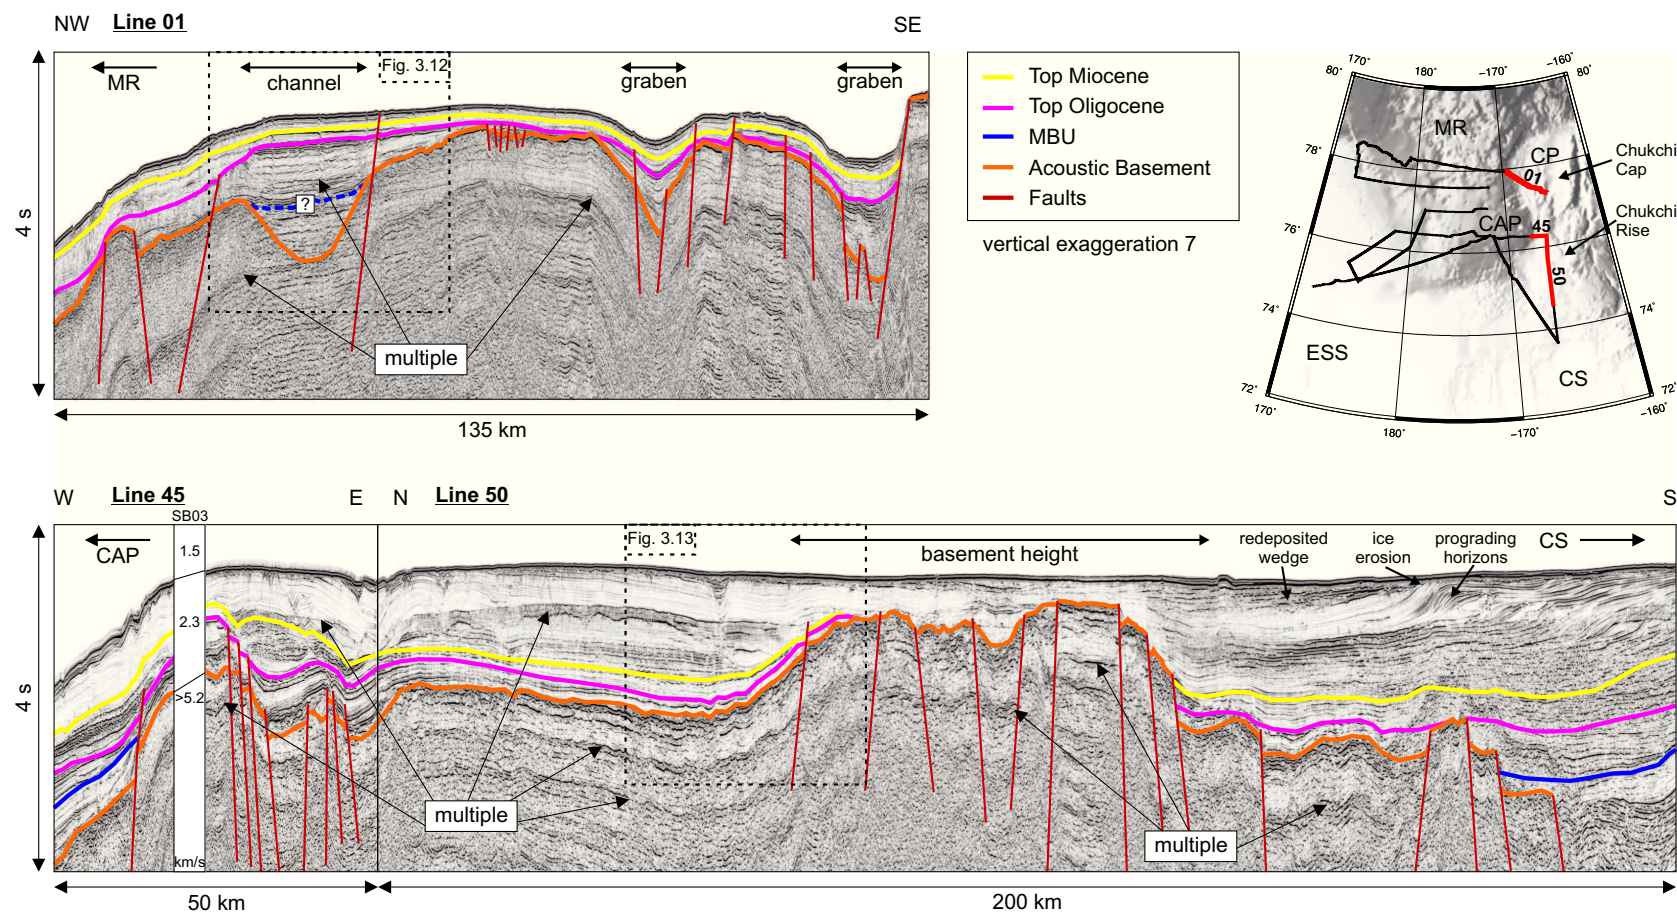 NW Line 01 SE
Fig. 3.12
MR channel graben graben
4 s
?
multiple
135 km
Top Miocene
Top Oligocene
MBU
Acoustic Basement
Faults
vertical exaggeration 7
170° 180° -170° -160°
80° 80°
MR
78°
CP
Chukchi
Cap
01
76°
CAP 45
Chukchi
Rise
50
74° 74°
ESS
CS
72° 72°
170° 180° -170° -160°
W Line 45 E N Line 50 S
SB03
CAP
1.5
2.3
>5.2
km/s
4 s
Fig. 3.13
basement height
redeposited
wedge
ice
erosion
prograding
horizons
CS
multiple
multiple
50 km 200 km